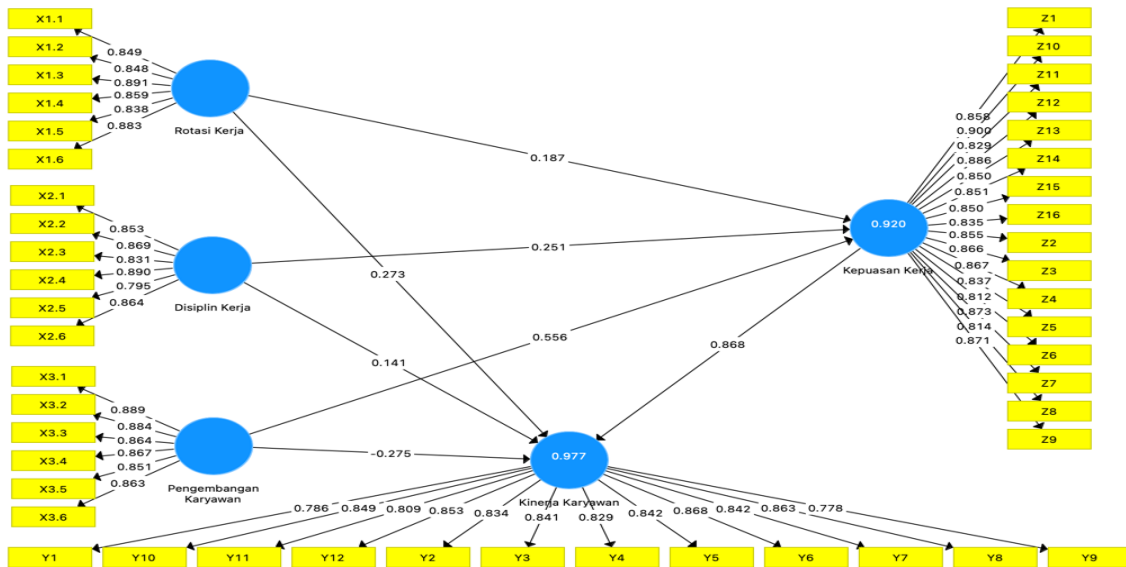 X1.1
X1.2
X1.3
X1.4
X1.5
X1.6
0.849
0.848
0.891
0.859
0.838
0.883
Rotasi Kerja
X2.1
X2.2
X2.3
X2.4
X2.5
X2.6
0.853
0.869
0.831
0.890
0.795
0.864
Disiplin Kerja
X3.1
X3.2
X3.3
X3.4
X3.5
X3.6
0.889
0.884
0.864
0.867
0.851
0.863
Pengembangan
Karyawan
0.187
0.251
0.273
0.556
0.141
0.868
-0.275
0.920
Kepuasan Kerja
0.858
0.900
0.829
0.886
0.850
0.851
0.850
0.835
0.855
0.866
0.867
0.837
0.812
0.873
0.814
0.871
Z1
Z10
Z11
Z12
Z13
Z14
Z15
Z16
Z2
Z3
Z4
Z5
Z6
Z7
Z8
Z9
0.977
Kinerja Karyawan
0.786
0.849
0.809
0.853
0.834
0.841
0.829
0.842
0.868
0.842
0.863
0.778
Y1
Y10
Y11
Y12
Y2
Y3
Y4
Y5
Y6
Y7
Y8
Y9